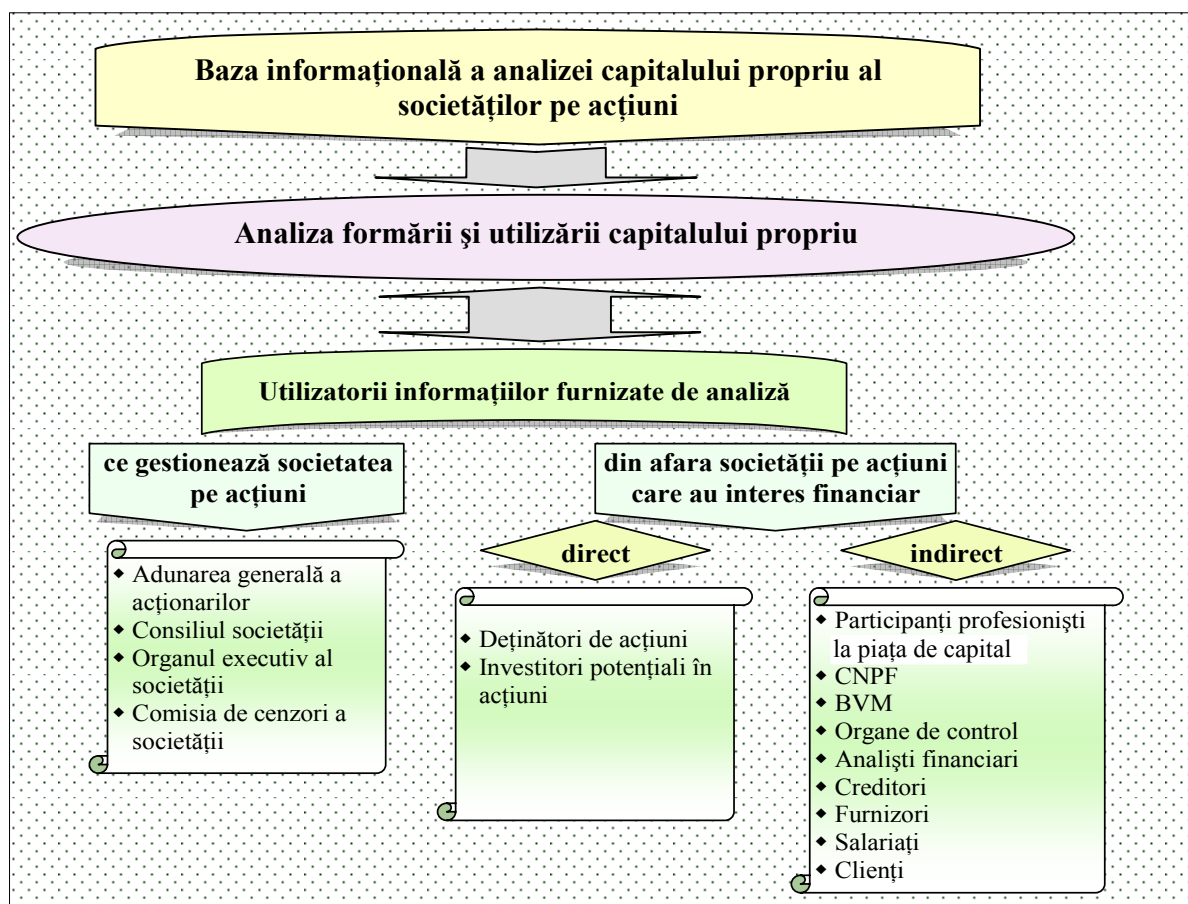 Baza informațională a analizei capitalului propriu al
societăților pe acțiuni
Analiza formării şi utilizării capitalului propriu
Utilizatorii informațiilor furnizate de analiză
ce gestionează societatea
pe acțiuni
din afara societății pe acțiuni
care au interes financiar
direct
indirect
◆ Adunarea generală a
acționarilor
◆ Consiliul societății
◆ Organul executiv al
societății
◆ Comisia de cenzori a
societății
◆ Deținători de acțiuni
◆ Investitori potențiali în
acțiuni
◆ Participanți profesionişti
la piața de capital
◆ CNPF
◆ BVM
◆ Organe de control
◆ Analişti financiari
◆ Creditori
◆ Furnizori
◆ Salariați
◆ Clienți